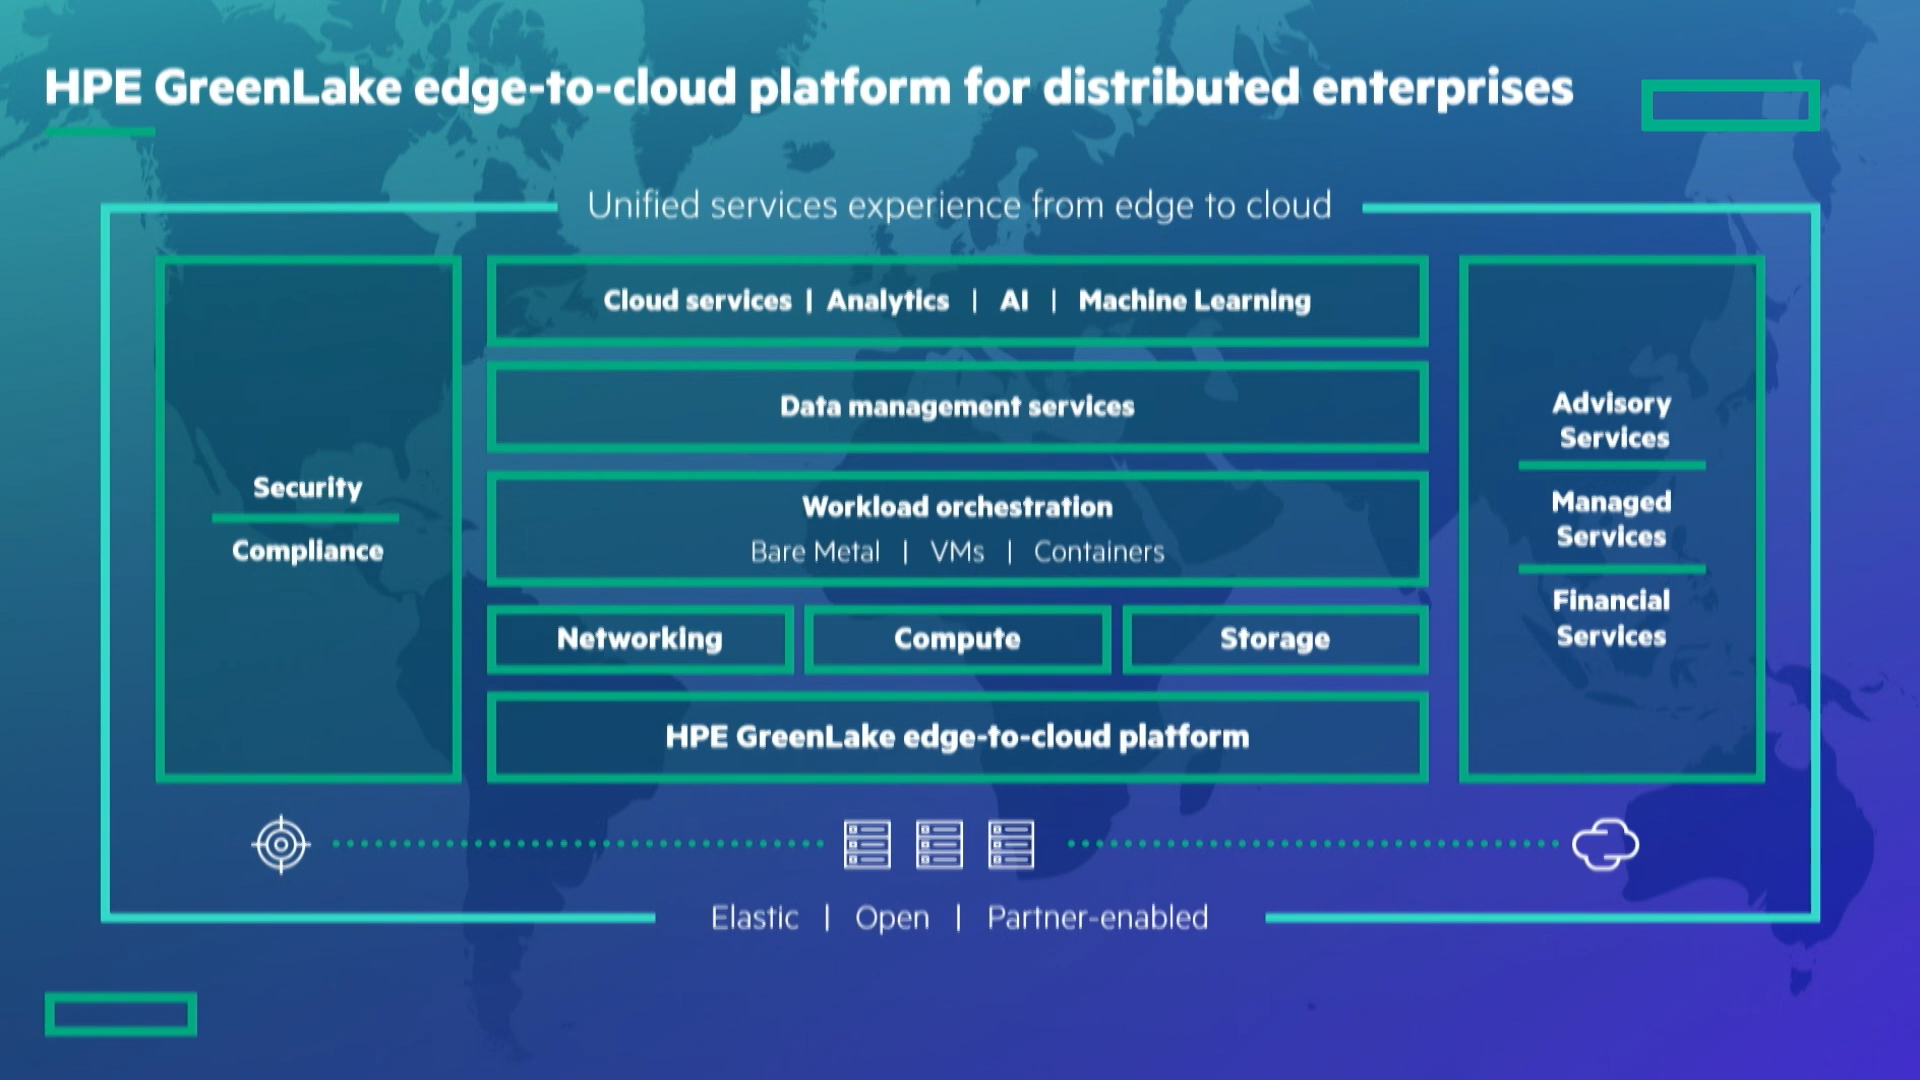 HPE GreenLake edge-to-cloud platform for distributed enterprises
Unified services experience from edge to cloud
Security
Compliance
Cloud services | Analytics | AI | Machine Learning
Data management services
Workload orchestration
Bare Metal | VMs | Containers
Networking
Compute
Storage
HPE GreenLake edge-to-cloud platform
Advisory
Services
Managed
Services
Financial
Services
Elastic | Open | Partner-enabled